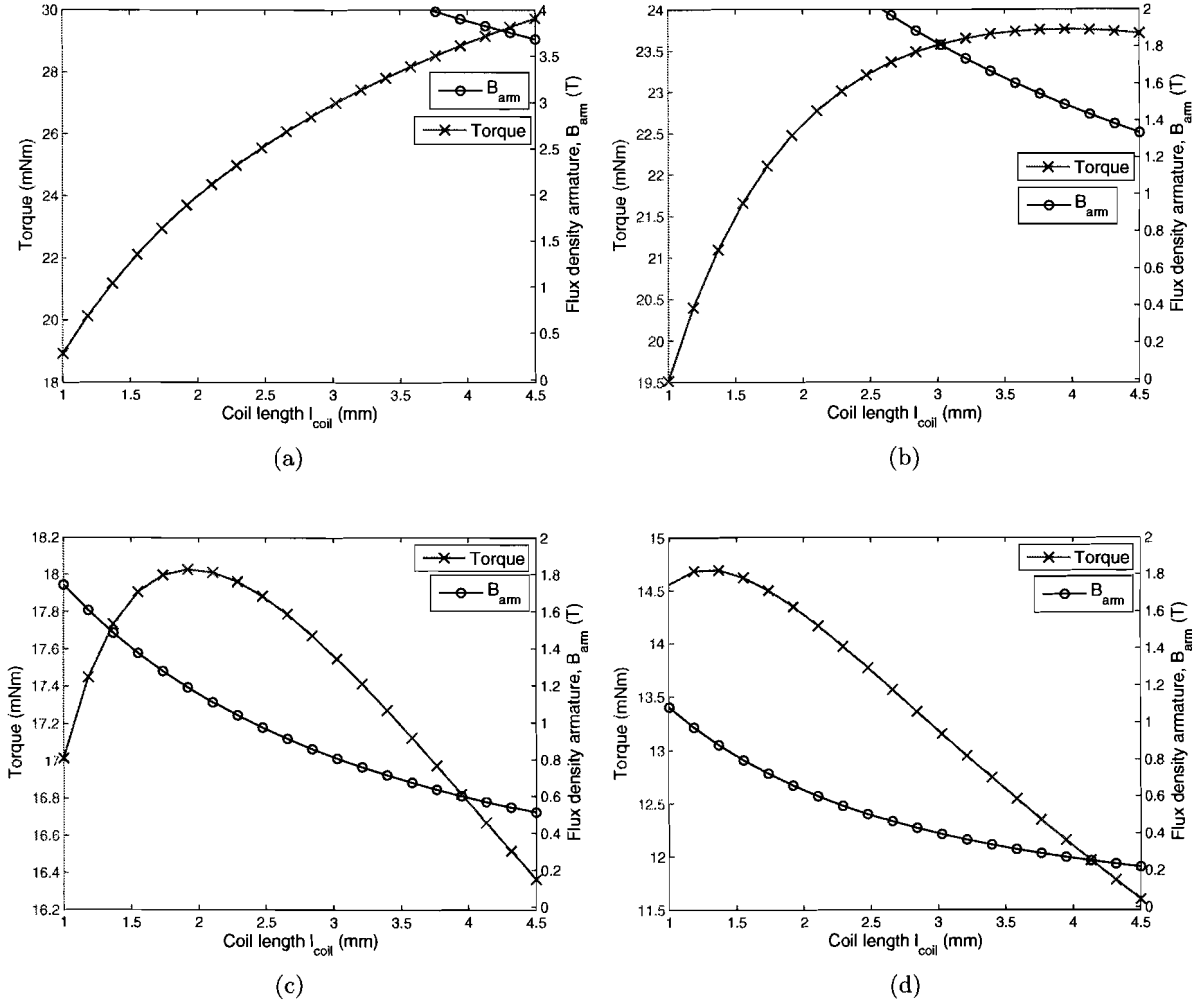 30
28
26
24
22
20
18
Torque (mNm)
4
3.5
3
2.5
2
1.5
1
0.5
0
Flux density armature, B_arm (T)
B_arm
Torque
1 1.5 2 2.5 3 3.5 4 4.5
Coil length l_coil (mm)
(a)
24
23.5
23
22.5
22
21.5
21
20.5
20
19.5
Torque (mNm)
2
1.8
1.6
1.4
1.2
1
0.8
0.6
0.4
0.2
0
Flux density armature, B_arm (T)
Torque
B_arm
1 1.5 2 2.5 3 3.5 4 4.5
Coil length l_coil (mm)
(b)
18.2
18
17.8
17.6
17.4
17.2
17
16.8
16.6
16.4
16.2
Torque (mNm)
2
1.8
1.6
1.4
1.2
1
0.8
0.6
0.4
0.2
0
Flux density armature, B_arm (T)
Torque
B_arm
1 1.5 2 2.5 3 3.5 4 4.5
Coil length l_coil (mm)
(c)
15
14.5
14
13.5
13
12.5
12
11.5
Torque (mNm)
2
1.8
1.6
1.4
1.2
1
0.8
0.6
0.4
0.2
0
Flux density armature, B_arm (T)
Torque
B_arm
1 1.5 2 2.5 3 3.5 4 4.5
Coil length l_coil (mm)
(d)